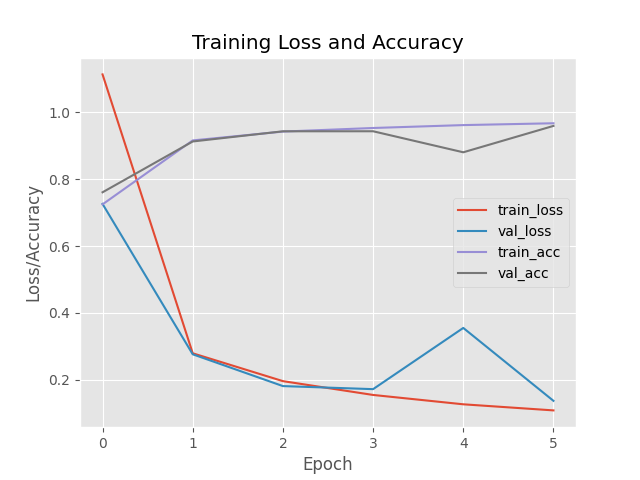 Training Loss and Accuracy
Loss/Accuracy
1.0
0.8
0.6
0.4
0.2
train_loss
val_loss
train_acc
val_acc
0 1 2 3 4 5
Epoch